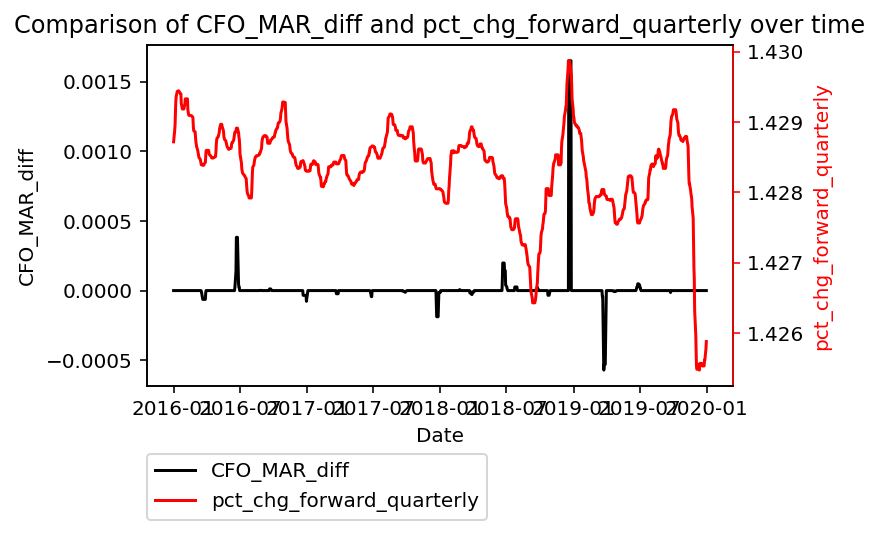 Comparison of CFO_MAR_diff and pct_chg_forward_quarterly over time
CFO_MAR_diff
0.0015
0.0010
0.0005
0.0000
−0.0005
1.430
1.429
1.428
1.427
1.426
pct_chg_forward_quarterly
2016-01 2016-07 2017-01 2017-07 2018-01 2018-07 2019-01 2019-07 2020-01
Date
CFO_MAR_diff
pct_chg_forward_quarterly